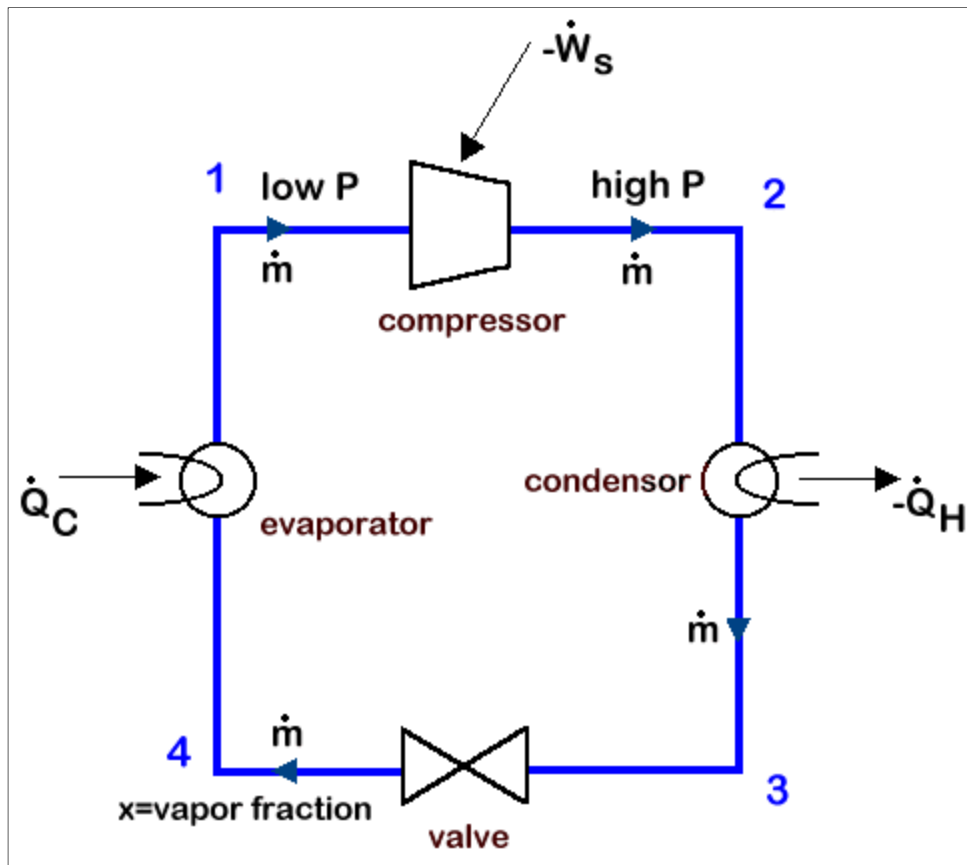 -Ẇs
1
low P
high P
2
ṁ
ṁ
compressor
Q̇C
evaporator
condensor
-Q̇H
ṁ
4
ṁ
x=vapor fraction
valve
3